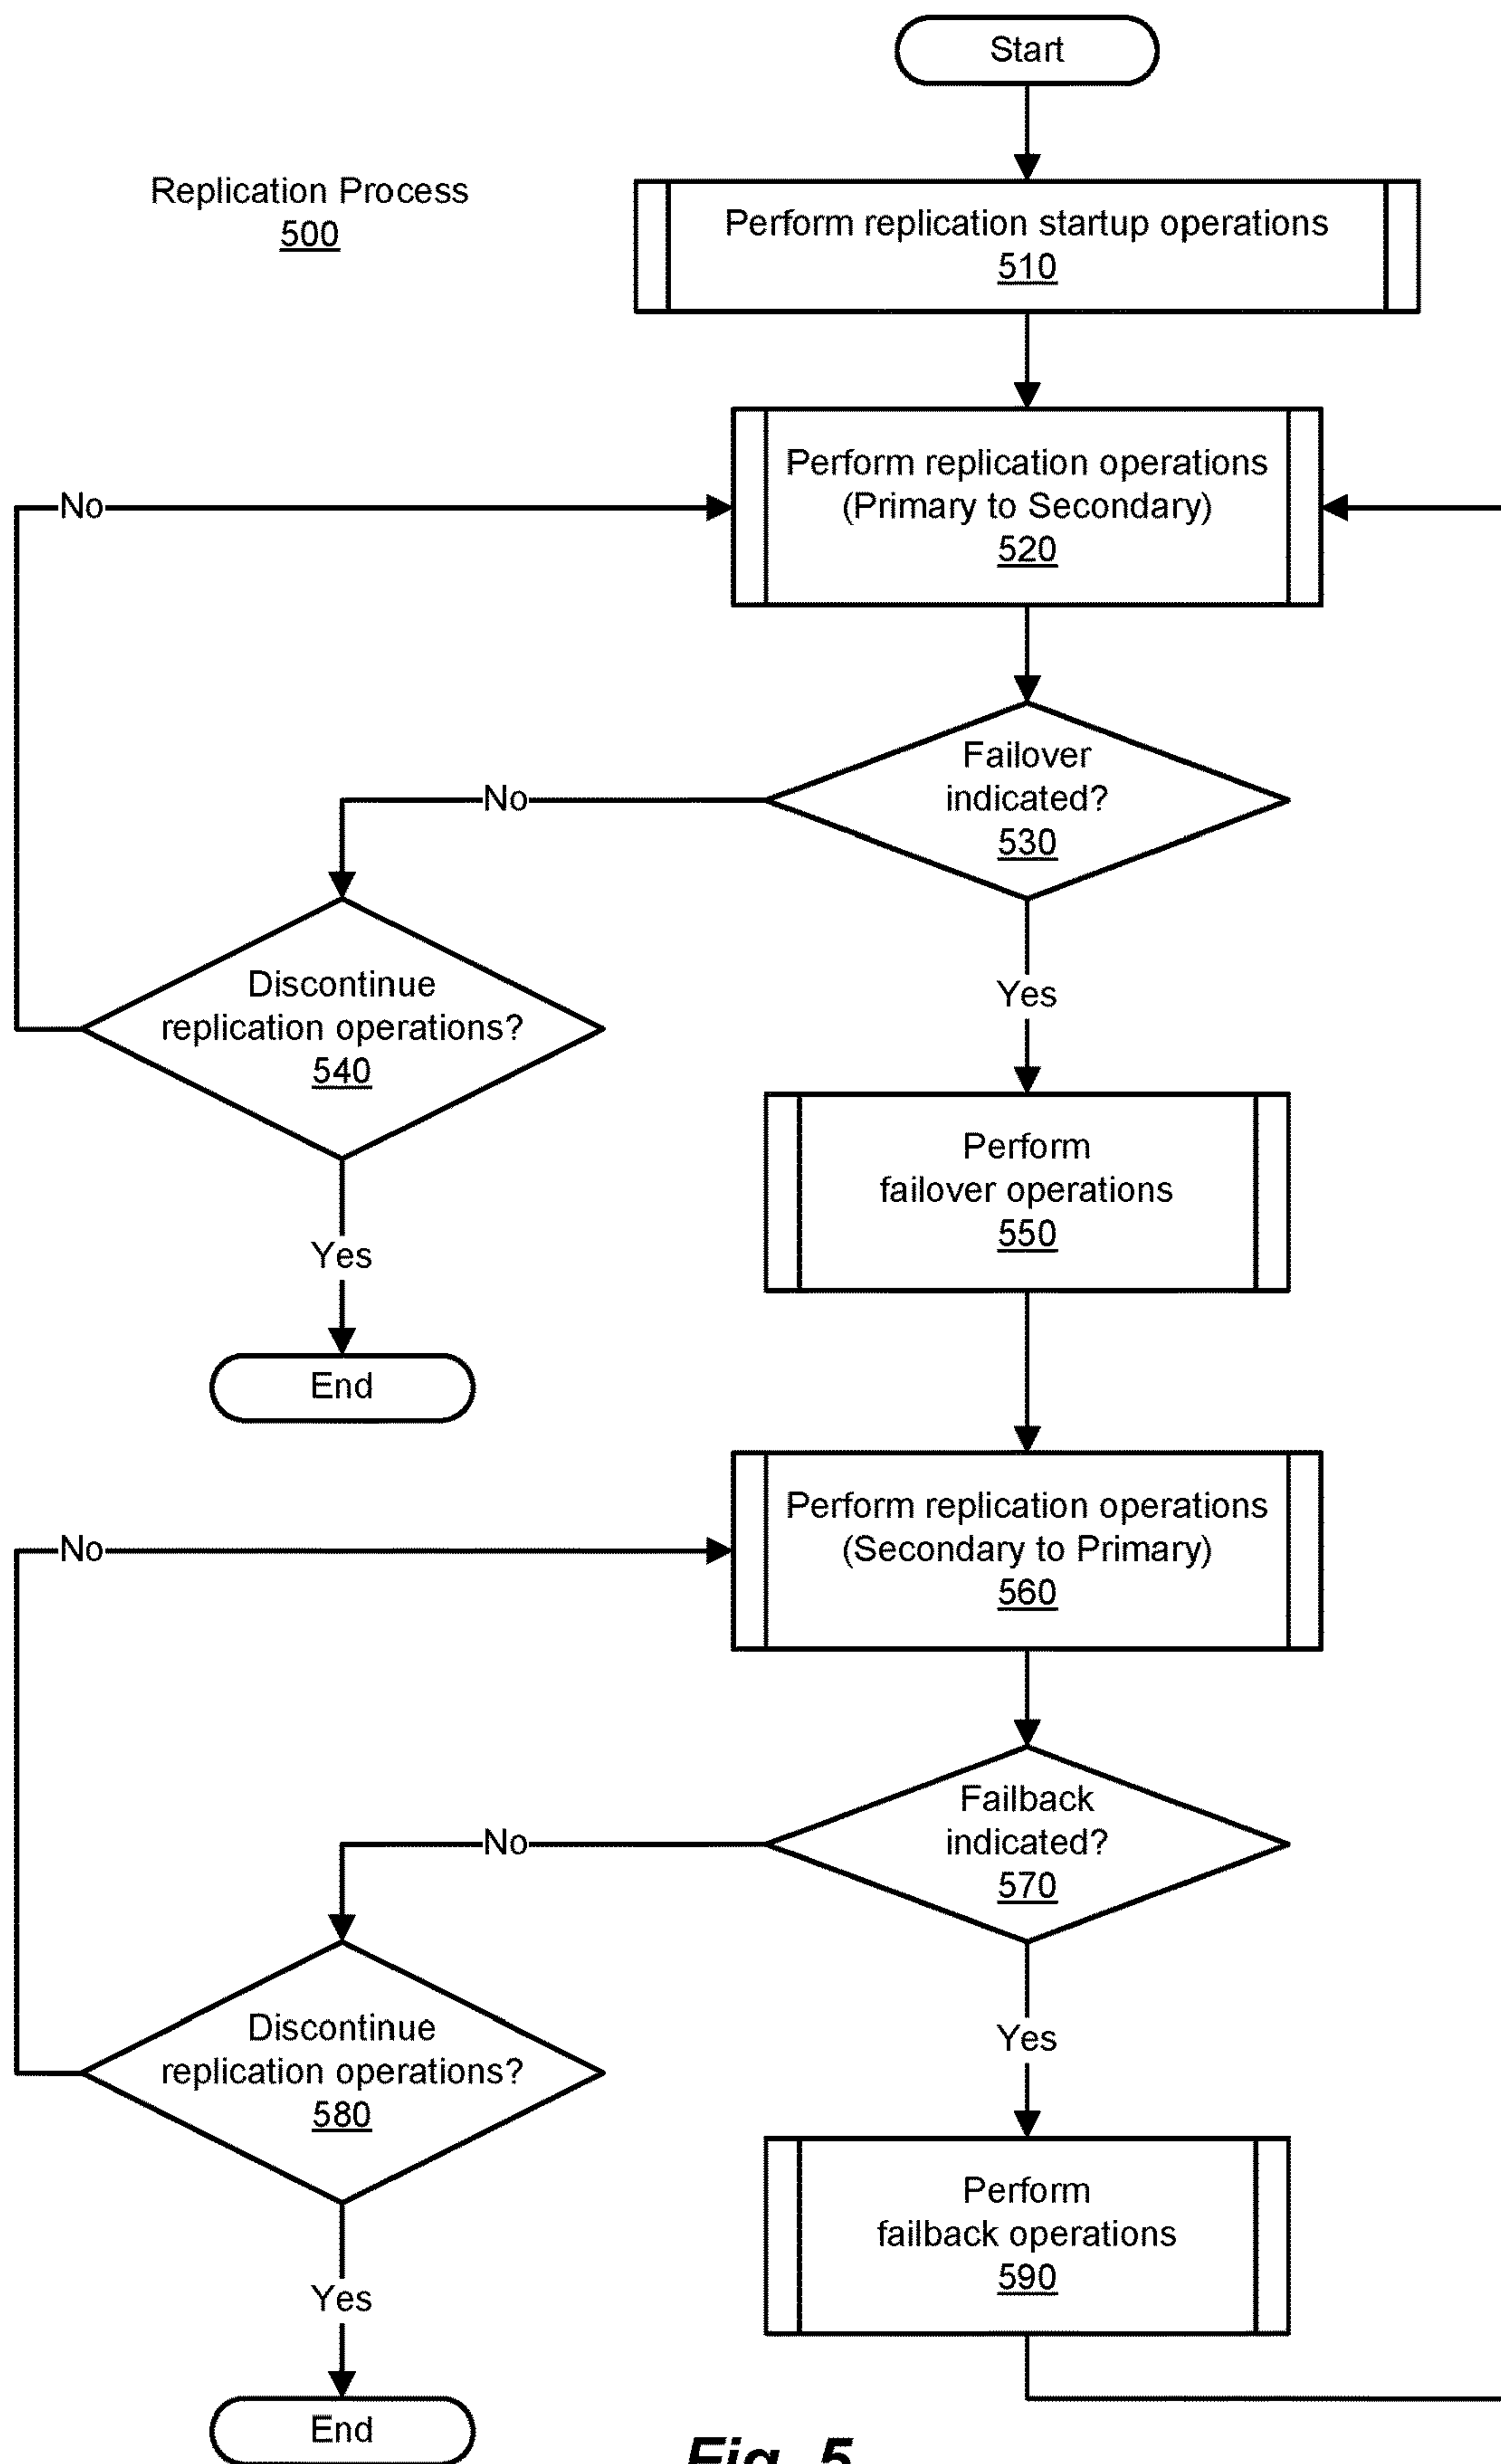 Start
Replication Process
500
Perform replication startup operations
510
Perform replication operations
(Primary to Secondary)
520
No
Failover
indicated?
530
No
Discontinue
replication operations?
540
Yes
Perform
failover operations
550
Yes
End
Perform replication operations
(Secondary to Primary)
560
No
Failback
indicated?
570
No
Discontinue
replication operations?
580
Yes
Perform
failback operations
590
Yes
End
Fig. 5